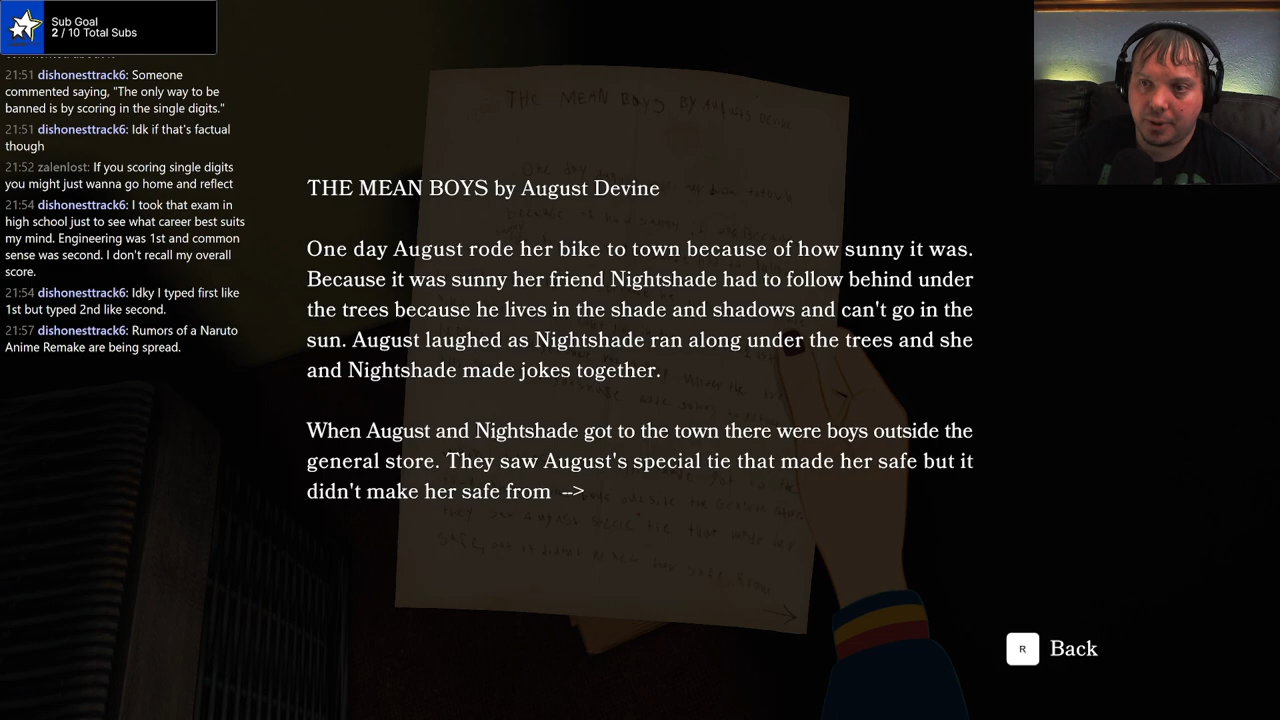 Sub Goal
2 / 10 Total Subs
21:51 dishonesttrack6: Someone
commented saying, "The only way to be
banned is by scoring in the single digits."
21:51 dishonesttrack6: Idk if that's factual
though
21:52 zalenlost: If you scoring single digits
you might just wanna go home and reflect
21:54 dishonesttrack6: I took that exam in
high school just to see what career best suits
my mind. Engineering was 1st and common
sense was second. I don't recall my overall
score.
21:54 dishonesttrack6: Idky I typed first like
1st but typed 2nd like second.
21:57 dishonesttrack6: Rumors of a Naruto
Anime Remake are being spread.
THE MEAN BOYS by August Devine
One day August rode her bike to town because of how sunny it was.
Because it was sunny her friend Nightshade had to follow behind under
the trees because he lives in the shade and shadows and can't go in the
sun. August laughed as Nightshade ran along under the trees and she
and Nightshade made jokes together.
When August and Nightshade got to the town there were boys outside the
general store. They saw August's special tie that made her safe but it
didn't make her safe from -->
R Back